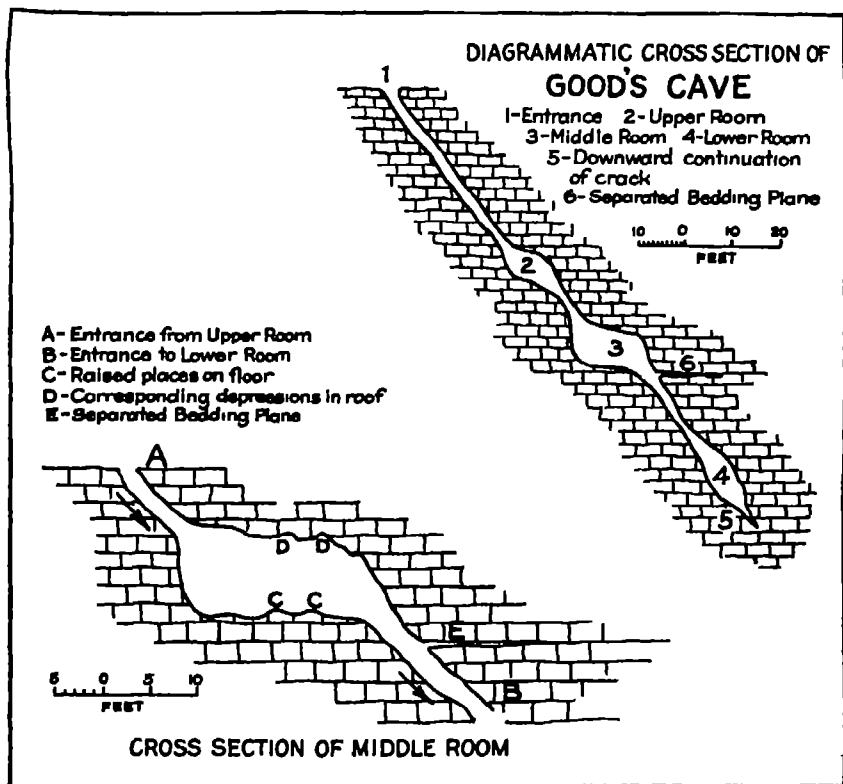 DIAGRAMMATIC CROSS SECTION OF
GOOD'S CAVE
1-Entrance 2-Upper Room
3-Middle Room 4-Lower Room
5-Downward continuation
of crack
6-Separated Bedding Plane
10 0 10 20
FEET
1
2
3
6
4
5
A-Entrance from Upper Room
B-Entrance to Lower Room
C-Raised places on floor
D-Corresponding depressions in roof
E-Separated Bedding Plane
A
D D
C C
E
B
5 0 5 10
FEET
CROSS SECTION OF MIDDLE ROOM